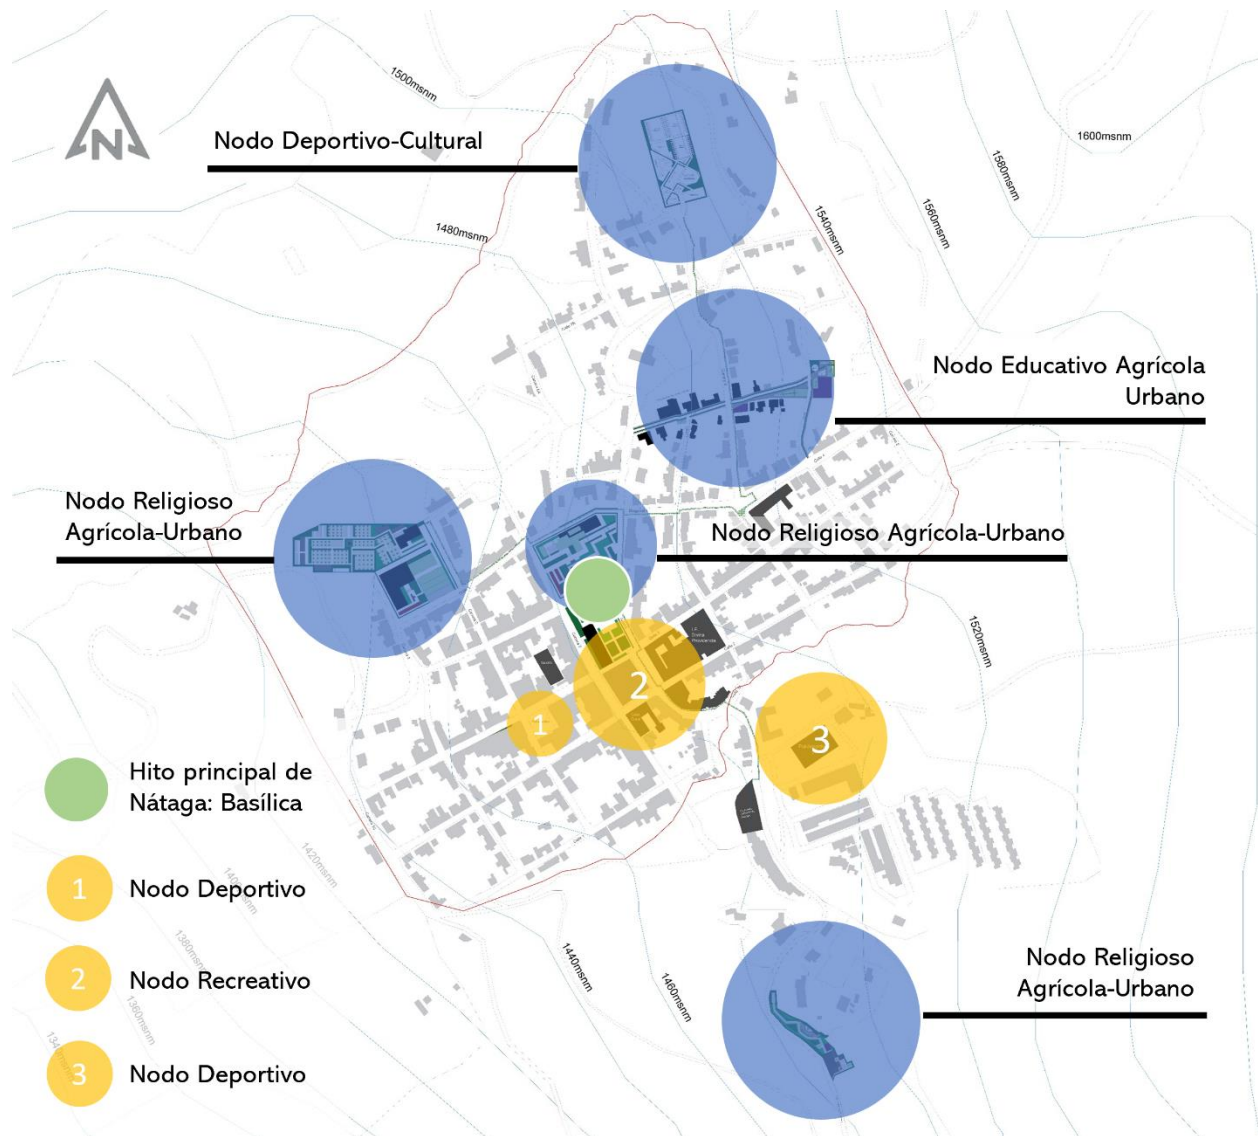 1500msnm
N
Nodo Deportivo-Cultural
1600msnm
1580msnm
1560msnm
1540msnm
1480msnm
Nodo Educativo Agrícola
Urbano
Nodo Religioso
Agrícola-Urbano
Nodo Religioso Agrícola-Urbano
1520msnm
2
1
3
Hito principal de
Nátaga: Basílica
1420msnm
1 Nodo Deportivo
1380msnm
1440msnm
1460msnm
2 Nodo Recreativo
1360msnm
Nodo Religioso
Agrícola-Urbano
3 Nodo Deportivo